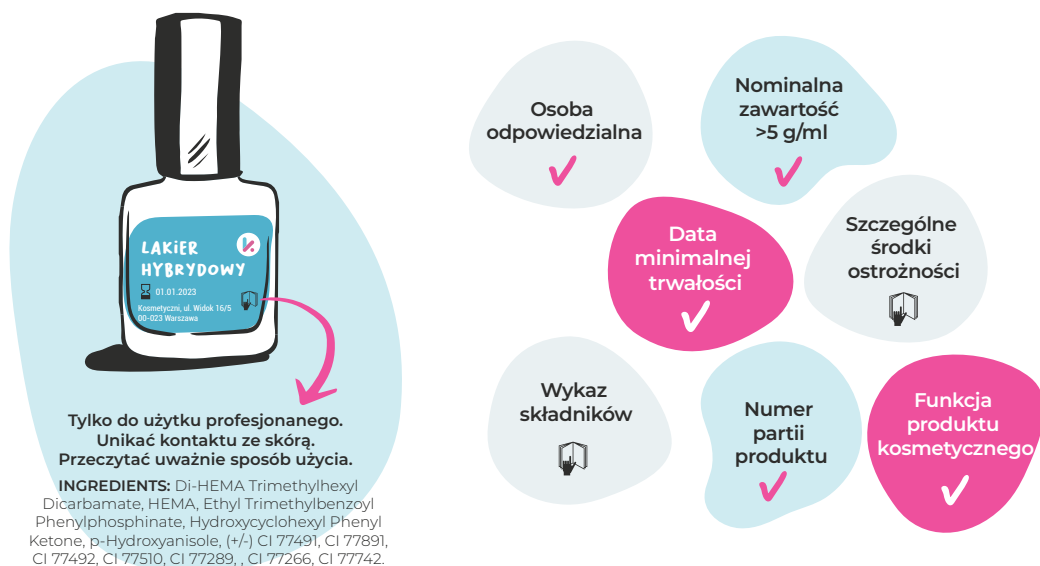 LAKiER
HYBRYDOWY
01.01.2023
Kosmetyczni, ul. Widok 16/5
00-023 Warszawa
Tylko do użytku profesjonanego.
Unikać kontaktu ze skórą.
Przeczytać uważnie sposób użycia.
INGREDIENTS: Di-HEMA Trimethylhexyl
Dicarbamate, HEMA, Ethyl Trimethylbenzoyl
Phenylphosphinate, Hydroxycyclohexyl Phenyl
Ketone, p-Hydroxyanisole, (+/-) CI 77491, CI 77891,
CI 77492, CI 77510, CI 77289, , CI 77266, CI 77742.
Osoba
odpowiedzialna
Nominalna
zawartość
>5 g/ml
Data
minimalnej
trwałości
Szczególne
środki
ostrożności
Wykaz
składników
Numer
partii
produktu
Funkcja
produktu
kosmetycznego